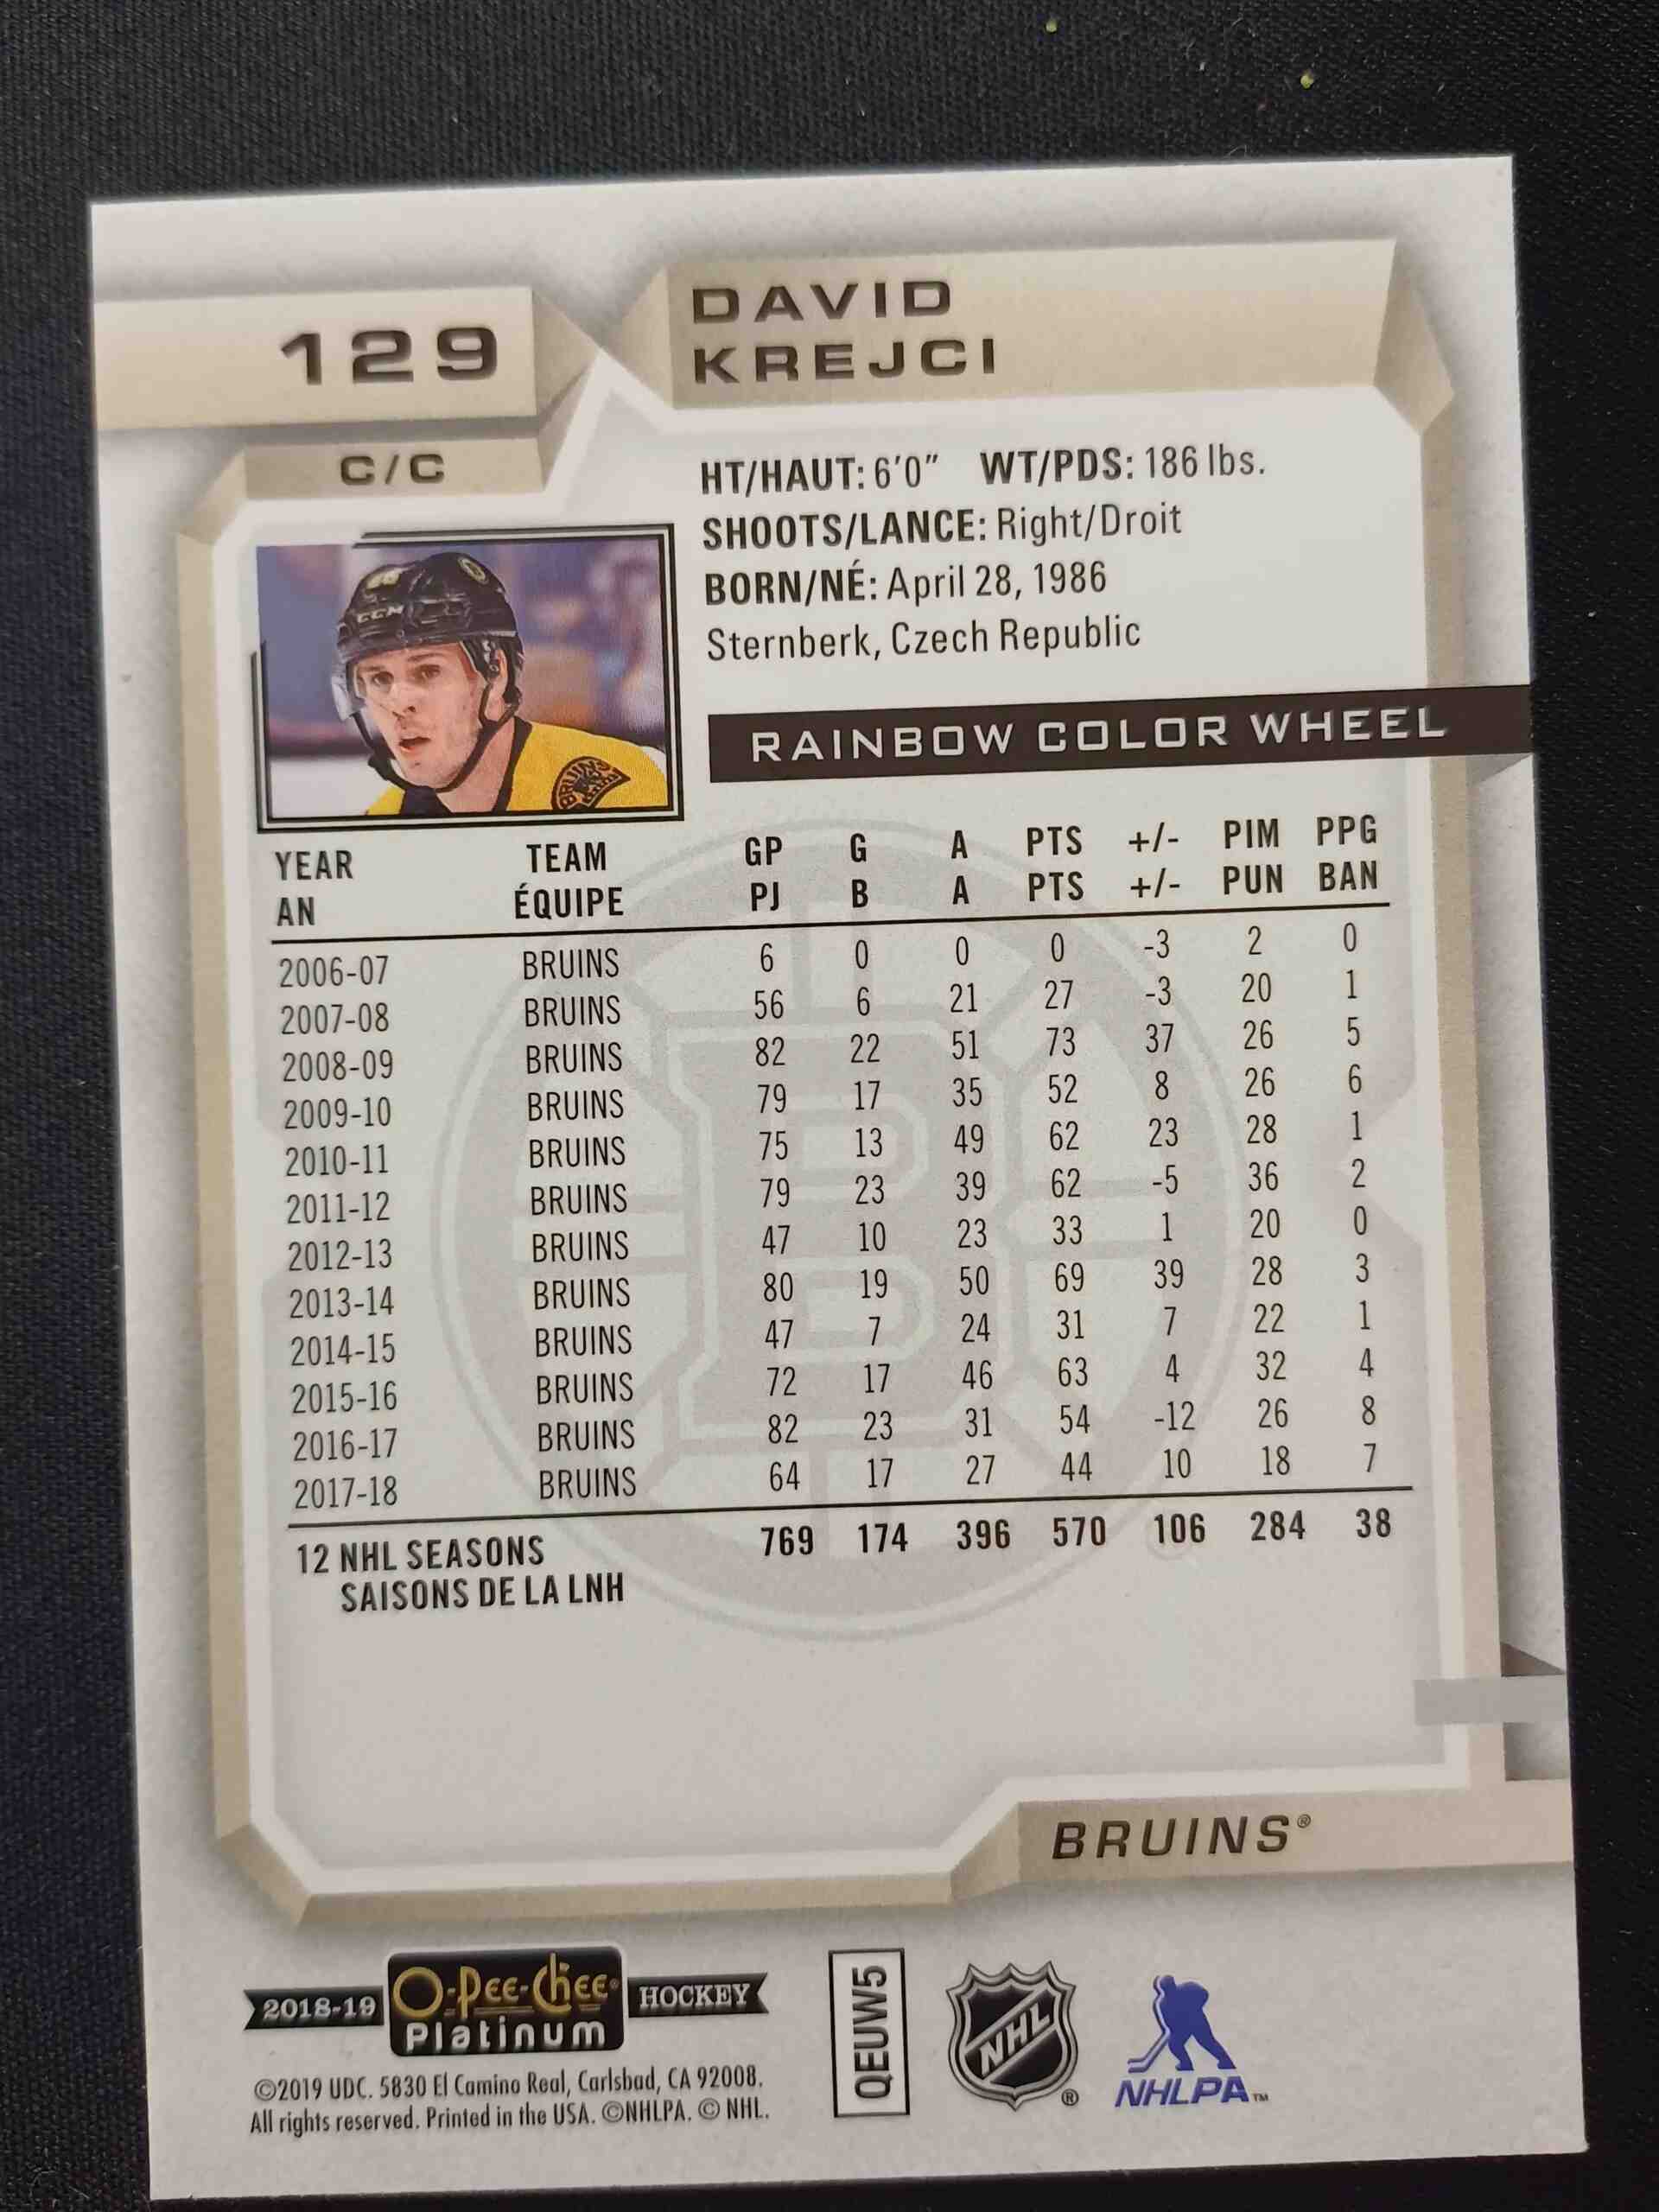 129
DAVID
KREJCI
C/C
HT/HAUT: 6'0" WT/PDS: 186 lbs.
SHOOTS/LANCE: Right/Droit
BORN/NÉ: April 28, 1986
Sternberk, Czech Republic
CCM
BRUINS
RAINBOW COLOR WHEEL
YEAR TEAM GP G A PTS +/- PIM PPG
AN ÉQUIPE PJ B A PTS +/- PUN BAN
2006-07 BRUINS 6 0 0 0 -3 2 0
2007-08 BRUINS 56 6 21 27 -3 20 1
2008-09 BRUINS 82 22 51 73 37 26 5
2009-10 BRUINS 79 17 35 52 8 26 6
2010-11 BRUINS 75 13 49 62 23 28 1
2011-12 BRUINS 79 23 39 62 -5 36 2
2012-13 BRUINS 47 10 23 33 1 20 0
2013-14 BRUINS 80 19 50 69 39 28 3
2014-15 BRUINS 47 7 24 31 7 22 1
2015-16 BRUINS 72 17 46 63 4 32 4
2016-17 BRUINS 82 23 31 54 -12 26 8
2017-18 BRUINS 64 17 27 44 10 18 7
12 NHL SEASONS 769 174 396 570 106 284 38
SAISONS DE LA LNH
B
BRUINS®
2018-19 O-Pee-Chee® HOCKEY
Platinum
©2019 UDC. 5830 El Camino Real, Carlsbad, CA 92008.
All rights reserved. Printed in the USA. ©NHLPA. © NHL.
QEUW5
NHL®
NHLPA™